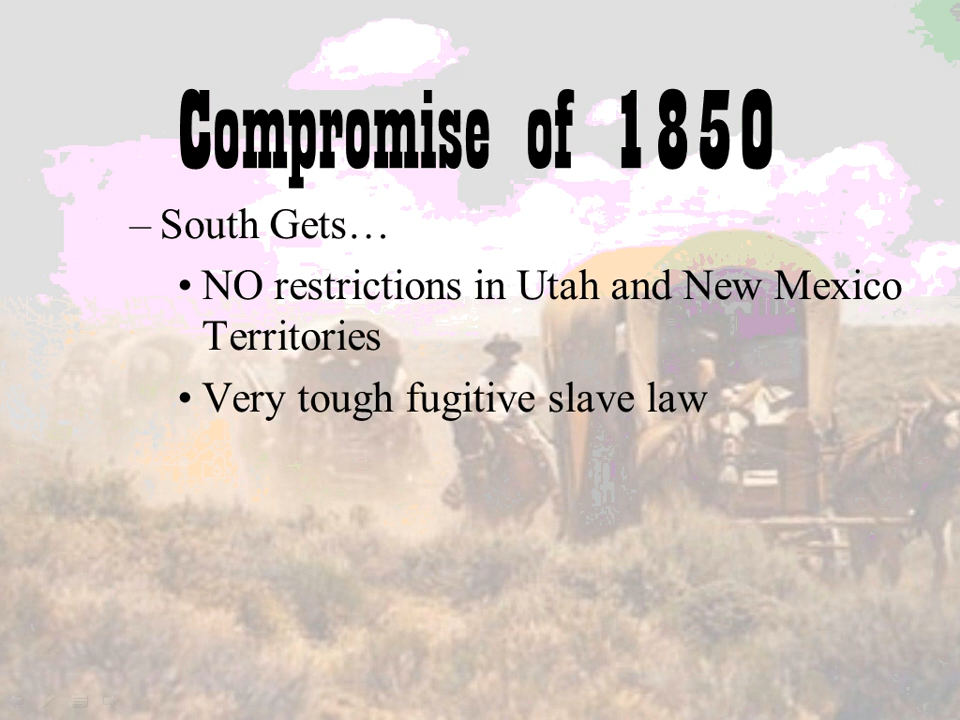 Compromise of 1850
– South Gets…
• NO restrictions in Utah and New Mexico
Territories
• Very tough fugitive slave law